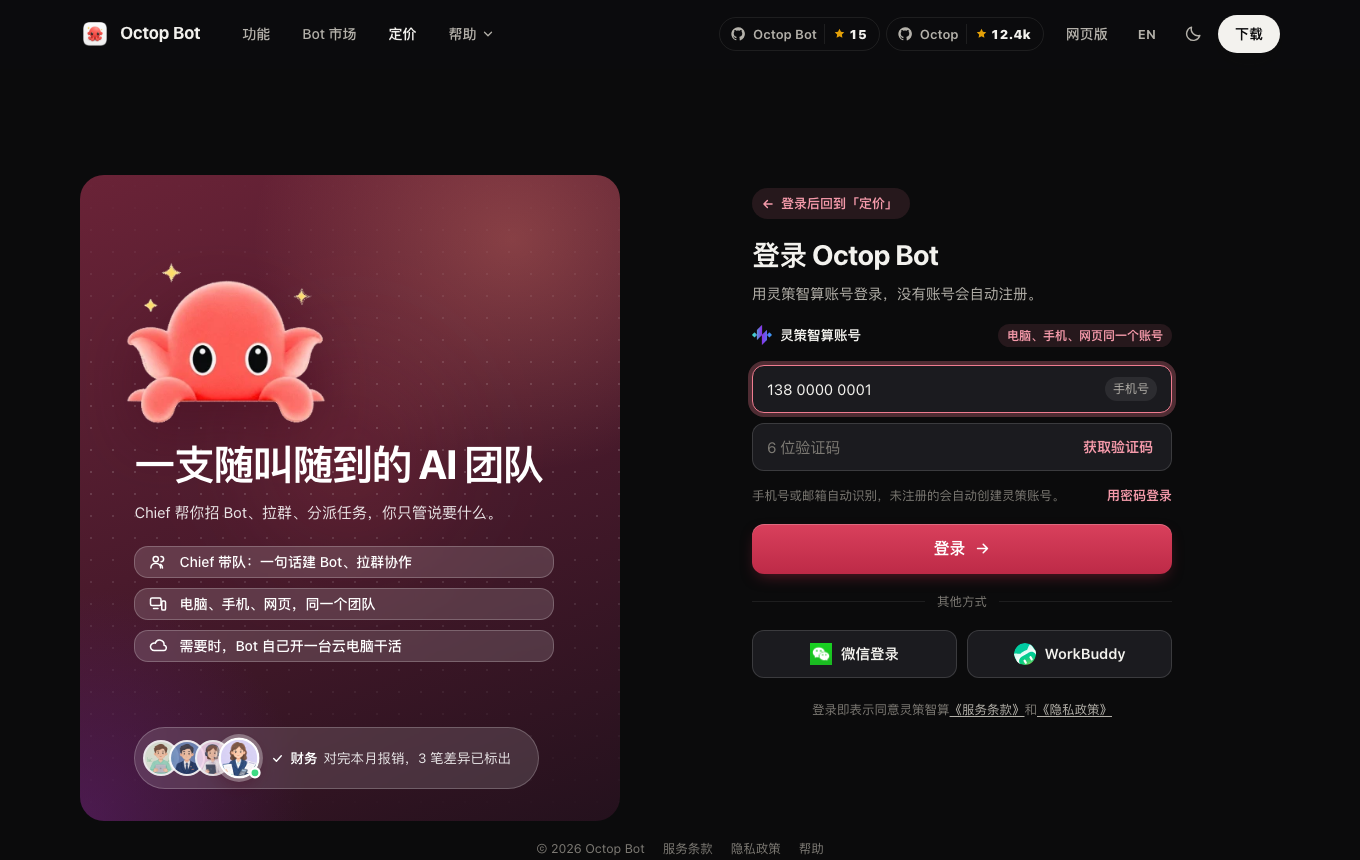 Octop Bot 功能 Bot 市场 定价 帮助 Octop Bot 15 Octop 12.4k 网页版 EN 下载
一支随叫随到的 AI 团队
Chief 帮你招 Bot、拉群、分派任务，你只管说要什么。
Chief 带队：一句话建 Bot、拉群协作
电脑、手机、网页，同一个团队
需要时，Bot 自己开一台云电脑干活
财务 对完本月报销，3 笔差异已标出
← 登录后回到「定价」
登录 Octop Bot
用灵策智算账号登录，没有账号会自动注册。
灵策智算账号 电脑、手机、网页同一个账号
138 0000 0001 手机号
6 位验证码 获取验证码
手机号或邮箱自动识别，未注册的会自动创建灵策账号。 用密码登录
登录 →
其他方式
微信登录 WorkBuddy
登录即表示同意灵策智算《服务条款》和《隐私政策》
© 2026 Octop Bot 服务条款 隐私政策 帮助